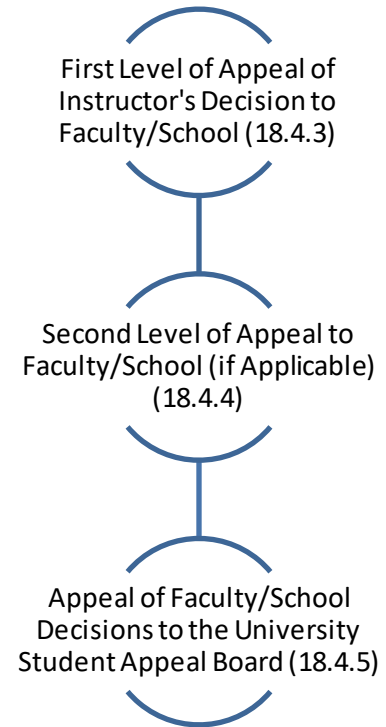 First Level of Appeal of
Instructor's Decision to
Faculty/School (18.4.3)
Second Level of Appeal to
Faculty/School (if Applicable)
(18.4.4)
Appeal of Faculty/School
Decisions to the University
Student Appeal Board (18.4.5)